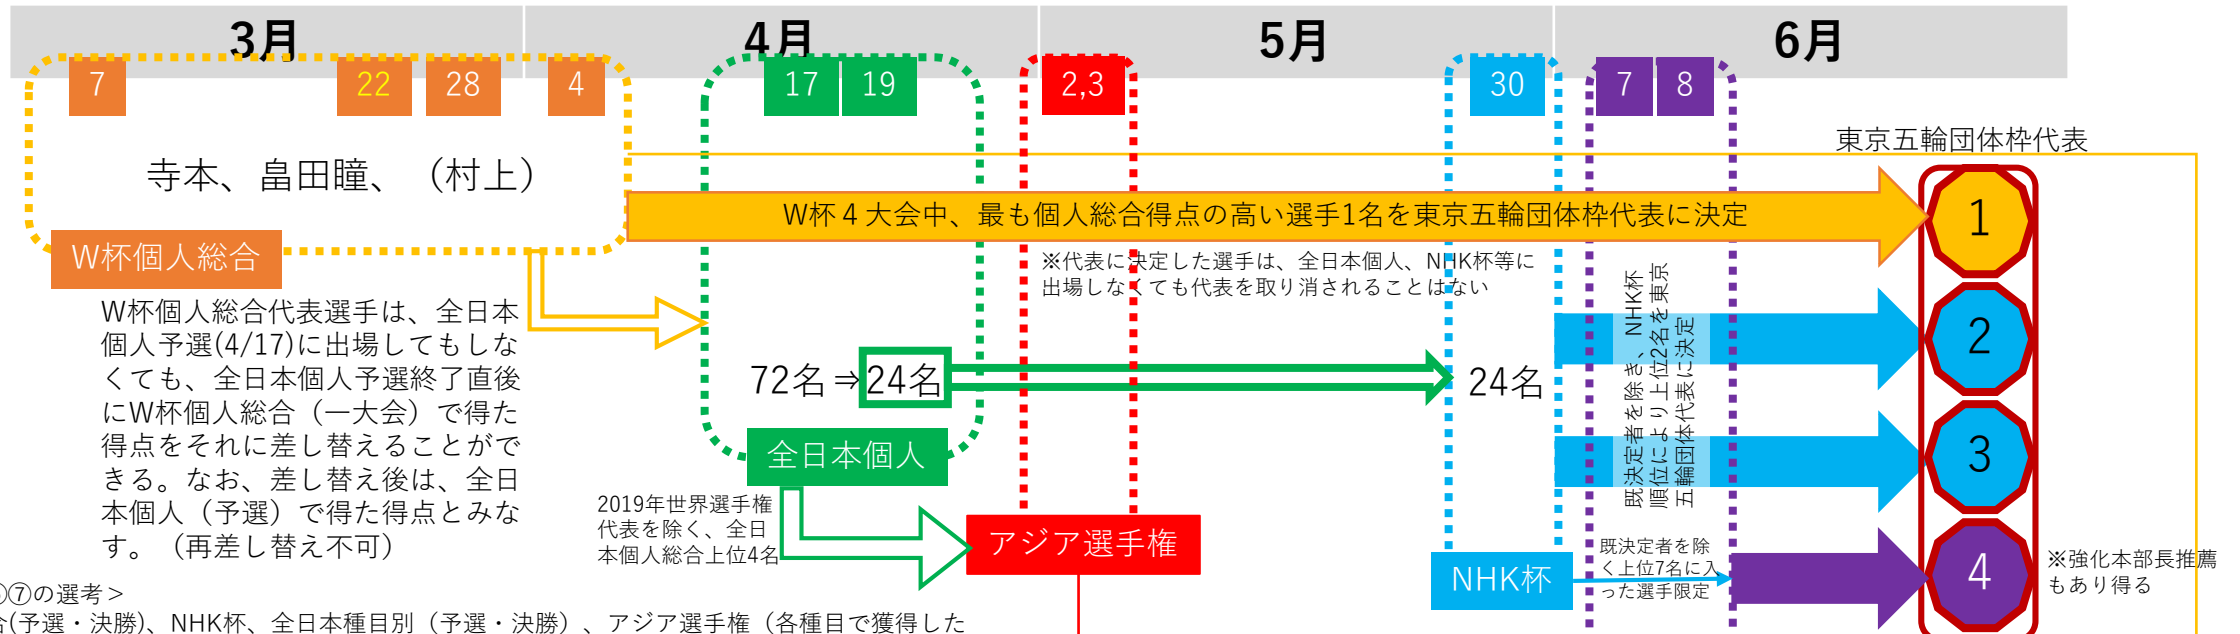 3月
4月
5月
6月
7
22
28
4
17
19
2,3
30
7
8
東京五輪団体枠代表
寺本、畠田瞳、（村上）
W杯４大会中、最も個人総合得点の高い選手1名を東京五輪団体枠代表に決定
1
W杯個人総合
※代表に決定した選手は、全日本個人、NHK杯等に
出場しなくても代表を取り消されることはない
W杯個人総合代表選手は、全日本
個人予選(4/17)に出場してもしな
くても、全日本個人予選終了直後
にW杯個人総合（一大会）で得た
得点をそれに差し替えることがで
きる。なお、差し替え後は、全日
本個人（予選）で得た得点とみな
す。（再差し替え不可）
72名⇒24名
24名
既決定者を除き、NHK杯
順位により上位2名を東京
五輪団体代表に決定
2
3
全日本個人
2019年世界選手権
代表を除く、全日
本個人総合上位4名
アジア選手権
NHK杯
既決定者を除
く上位7名に入
った選手限定
4
※強化本部長推薦
もあり得る
⑦の選考＞
(予選・決勝)、NHK杯、全日本種目別（予選・決勝）、アジア選手権（各種目で獲得した